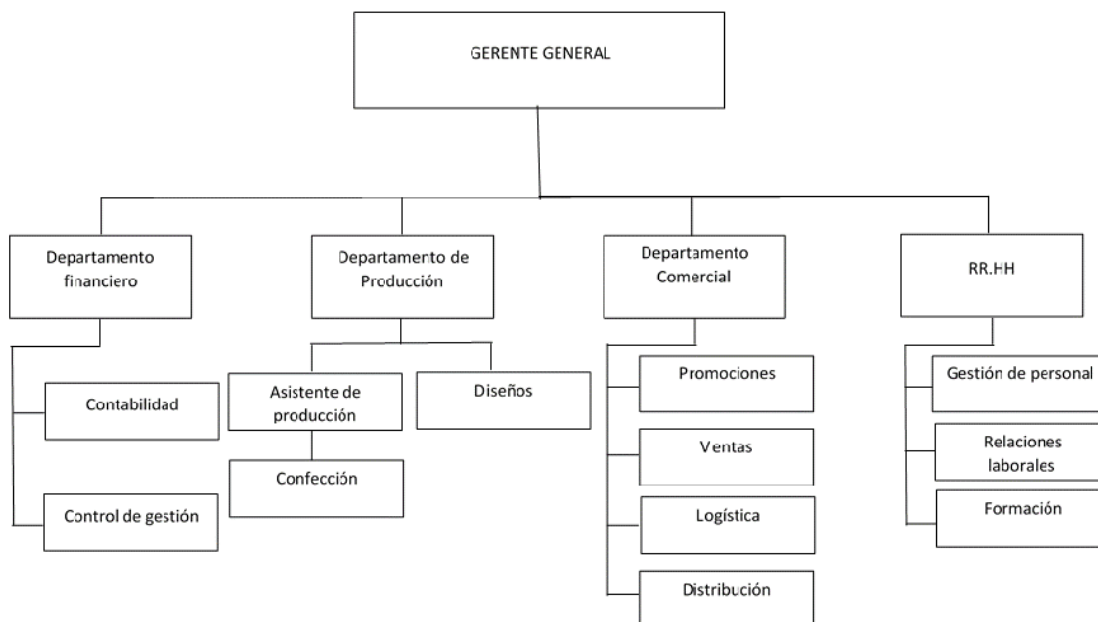 GERENTE GENERAL
Departamento
financiero
Departamento de
Producción
Departamento
Comercial
RR.HH
Contabilidad
Control de gestión
Asistente de
producción
Diseños
Confección
Promociones
Ventas
Logística
Distribución
Gestión de personal
Relaciones
laborales
Formación